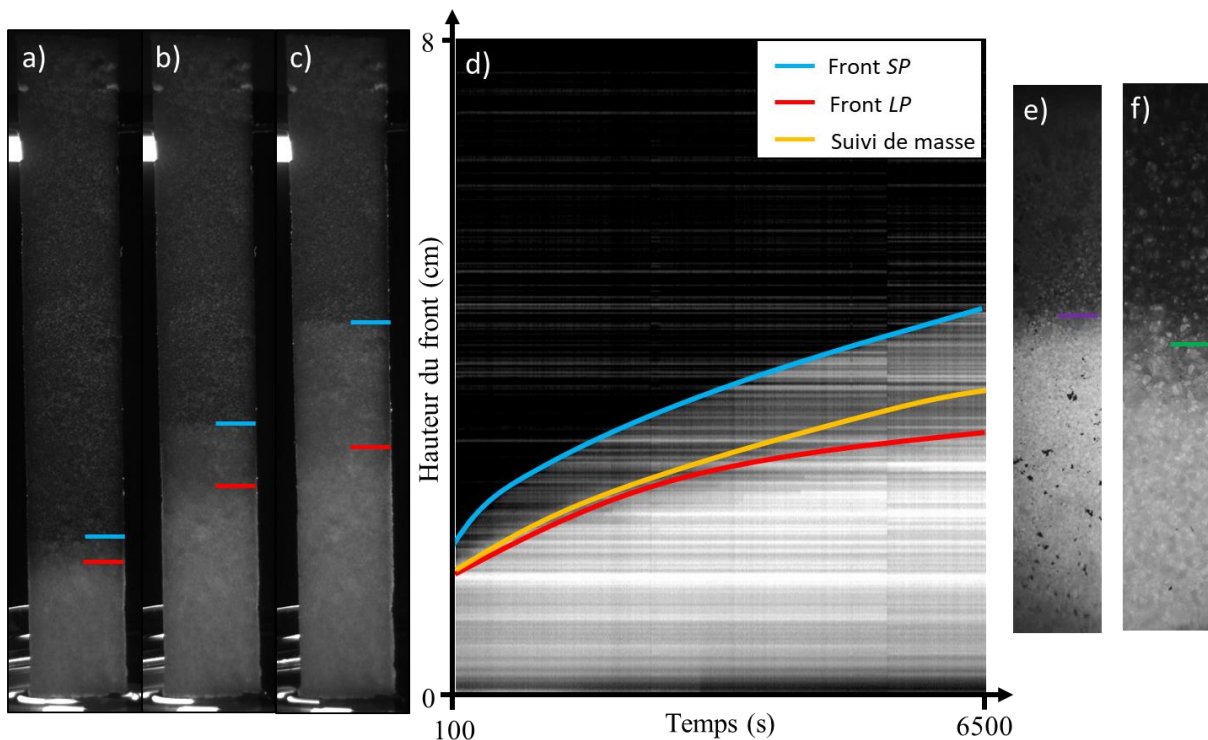 a)
b)
c)
d)
e)
f)
8
Front SP
Front LP
Suivi de masse
Hauteur du front (cm)
0
100
Temps (s)
6500